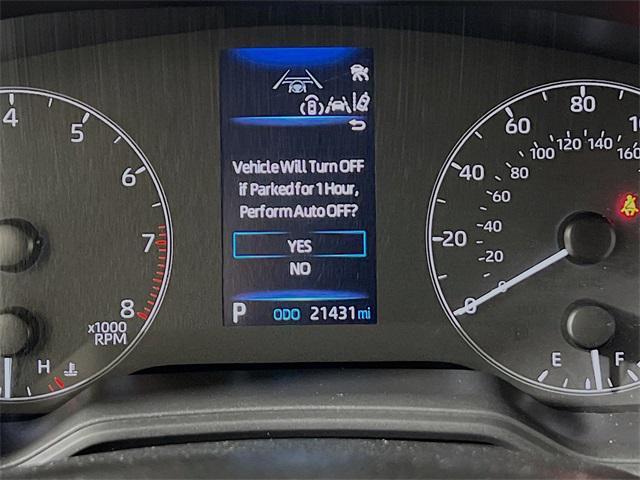 4
5
6
7
8
x1000
RPM
H
Vehicle Will Turn OFF
if Parked for 1 Hour,
Perform Auto OFF?
YES
NO
P ODO 21431 mi
0
20
40
60
80
0
20
40
60
80
100
120
140
160
E F